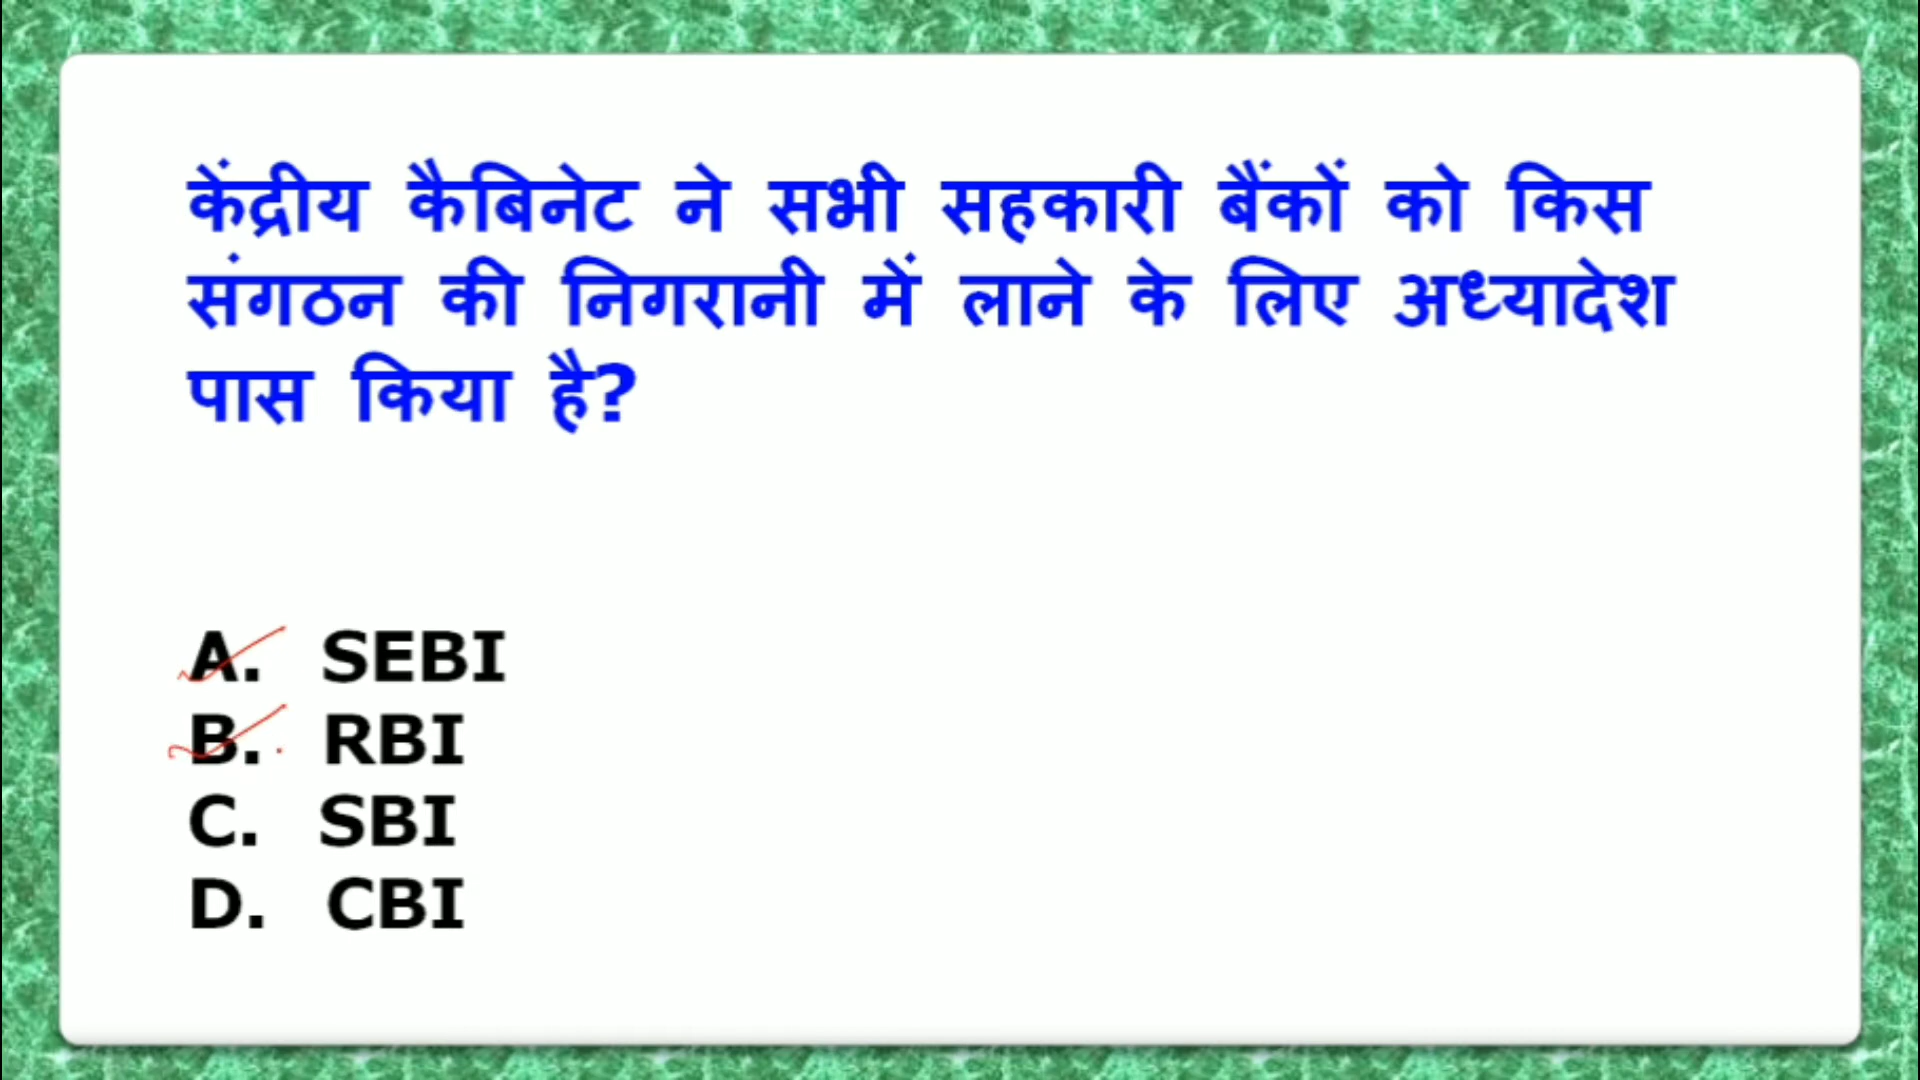 केंद्रीय कैबिनेट ने सभी सहकारी बैंकों को किस
संगठन की निगरानी में लाने के लिए अध्यादेश
पास किया है?
A. SEBI
B. RBI
C. SBI
D. CBI